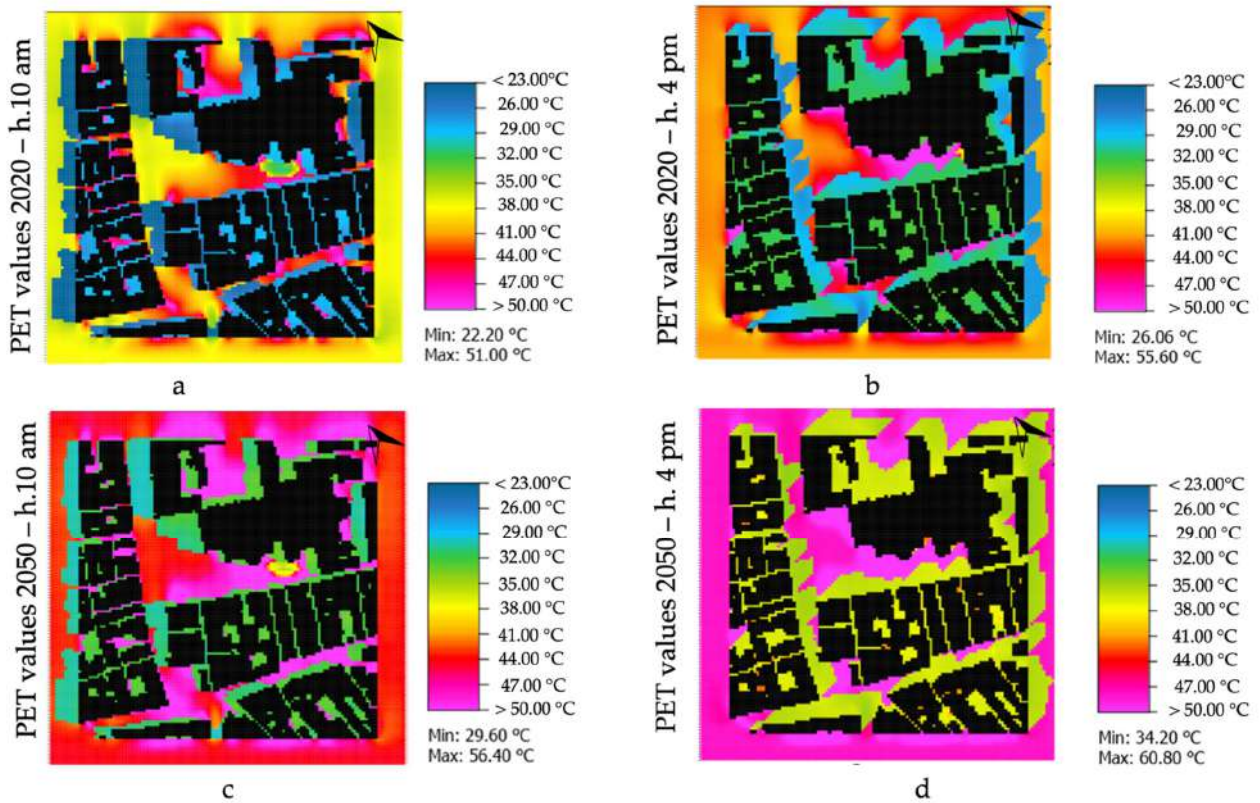 PET values 2020 – h.10 am
< 23.00°C
26.00 °C
29.00 °C
32.00 °C
35.00 °C
38.00 °C
41.00 °C
44.00 °C
47.00 °C
> 50.00 °C
Min: 22.20 °C
Max: 51.00 °C
a
PET values 2020 – h. 4 pm
< 23.00°C
26.00 °C
29.00 °C
32.00 °C
35.00 °C
38.00 °C
41.00 °C
44.00 °C
47.00 °C
> 50.00 °C
Min: 26.06 °C
Max: 55.60 °C
b
PET values 2050 – h.10 am
< 23.00°C
26.00 °C
29.00 °C
32.00 °C
35.00 °C
38.00 °C
41.00 °C
44.00 °C
47.00 °C
> 50.00 °C
Min: 29.60 °C
Max: 56.40 °C
c
PET values 2050 – h. 4 pm
< 23.00°C
26.00 °C
29.00 °C
32.00 °C
35.00 °C
38.00 °C
41.00 °C
44.00 °C
47.00 °C
> 50.00 °C
Min: 34.20 °C
Max: 60.80 °C
d